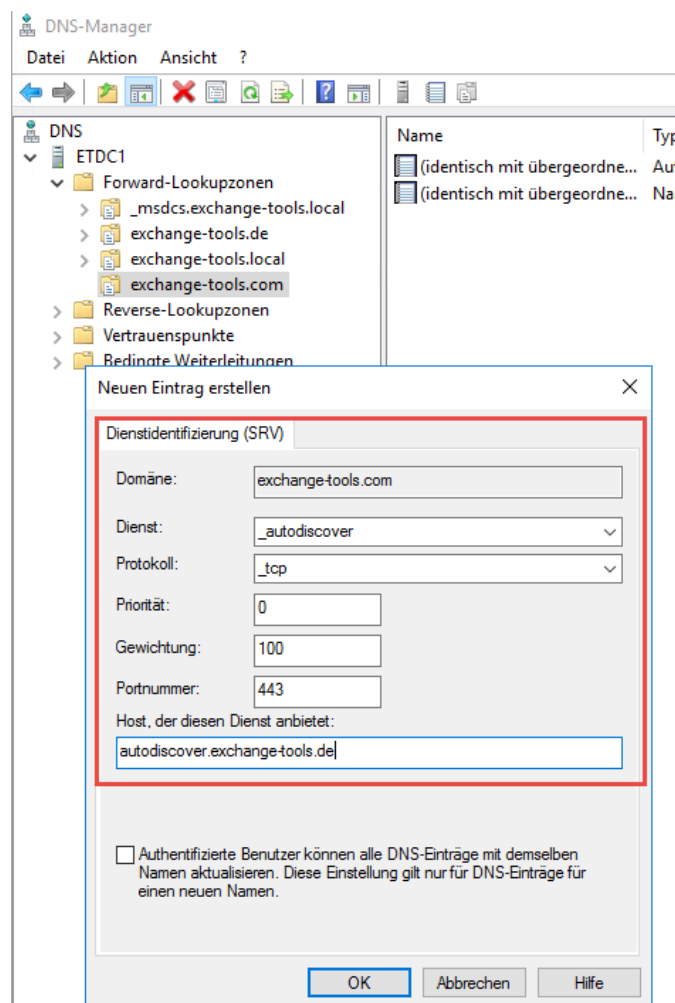 DNS-Manager
Datei Aktion Ansicht ?
DNS
ETDC1
Forward-Lookupzonen
_msdcs.exchange-tools.local
exchange-tools.de
exchange-tools.local
exchange-tools.com
Reverse-Lookupzonen
Vertrauenspunkte
Bedingte Weiterleitungen
Name Typ
(identisch mit übergeordne... Au
(identisch mit übergeordne... Na
Neuen Eintrag erstellen
Dienstidentifizierung (SRV)
Domäne: exchange-tools.com
Dienst: _autodiscover
Protokoll: _tcp
Priorität: 0
Gewichtung: 100
Portnummer: 443
Host, der diesen Dienst anbietet:
autodiscover.exchange-tools.de
Authentifizierte Benutzer können alle DNS-Einträge mit demselben
Namen aktualisieren. Diese Einstellung gilt nur für DNS-Einträge für
einen neuen Namen.
OK Abbrechen Hilfe